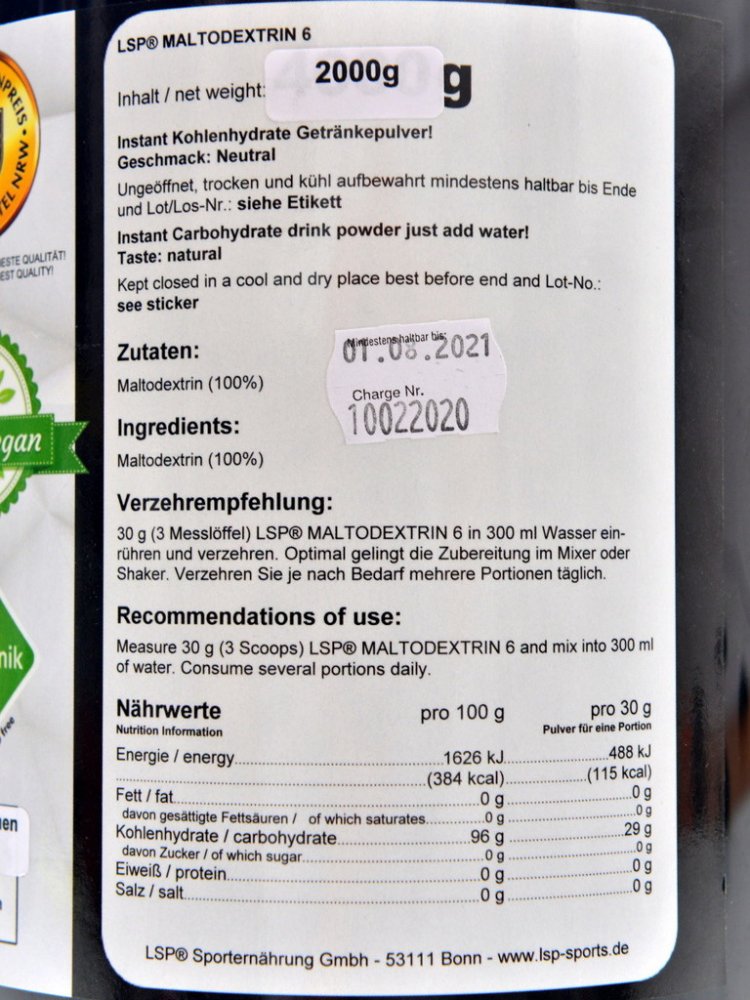 LSP® MALTODEXTRIN 6
Inhalt / net weight: 2000g g
Instant Kohlenhydrate Getränkepulver!
Geschmack: Neutral
Ungeöffnet, trocken und kühl aufbewahrt mindestens haltbar bis Ende
und Lot/Los-Nr.: siehe Etikett
Instant Carbohydrate drink powder just add water!
Taste: natural
Kept closed in a cool and dry place best before end and Lot-No.:
see sticker
Mindestens haltbar bis:
01.08.2021
Charge Nr.
10022020
Zutaten:
Maltodextrin (100%)
Ingredients:
Maltodextrin (100%)
Verzehrempfehlung:
30 g (3 Messlöffel) LSP® MALTODEXTRIN 6 in 300 ml Wasser ein-
rühren und verzehren. Optimal gelingt die Zubereitung im Mixer oder
Shaker. Verzehren Sie je nach Bedarf mehrere Portionen täglich.
Recommendations of use:
Measure 30 g (3 Scoops) LSP® MALTODEXTRIN 6 and mix into 300 ml
of water. Consume several portions daily.
Nährwerte pro 100 g pro 30 g
Nutrition Information Pulver für eine Portion
Energie / energy 1626 kJ 488 kJ
(384 kcal) (115 kcal)
Fett / fat 0 g 0 g
davon gesättigte Fettsäuren / of which saturates 0 g 0 g
Kohlenhydrate / carbohydrate 96 g 29 g
davon Zucker / of which sugar 0 g 0 g
Eiweiß / protein 0 g 0 g
Salz / salt 0 g 0 g
LSP® Sporternährung Gmbh - 53111 Bonn - www.lsp-sports.de
NRW
QUALITÄT!
EST QUALITY!
free